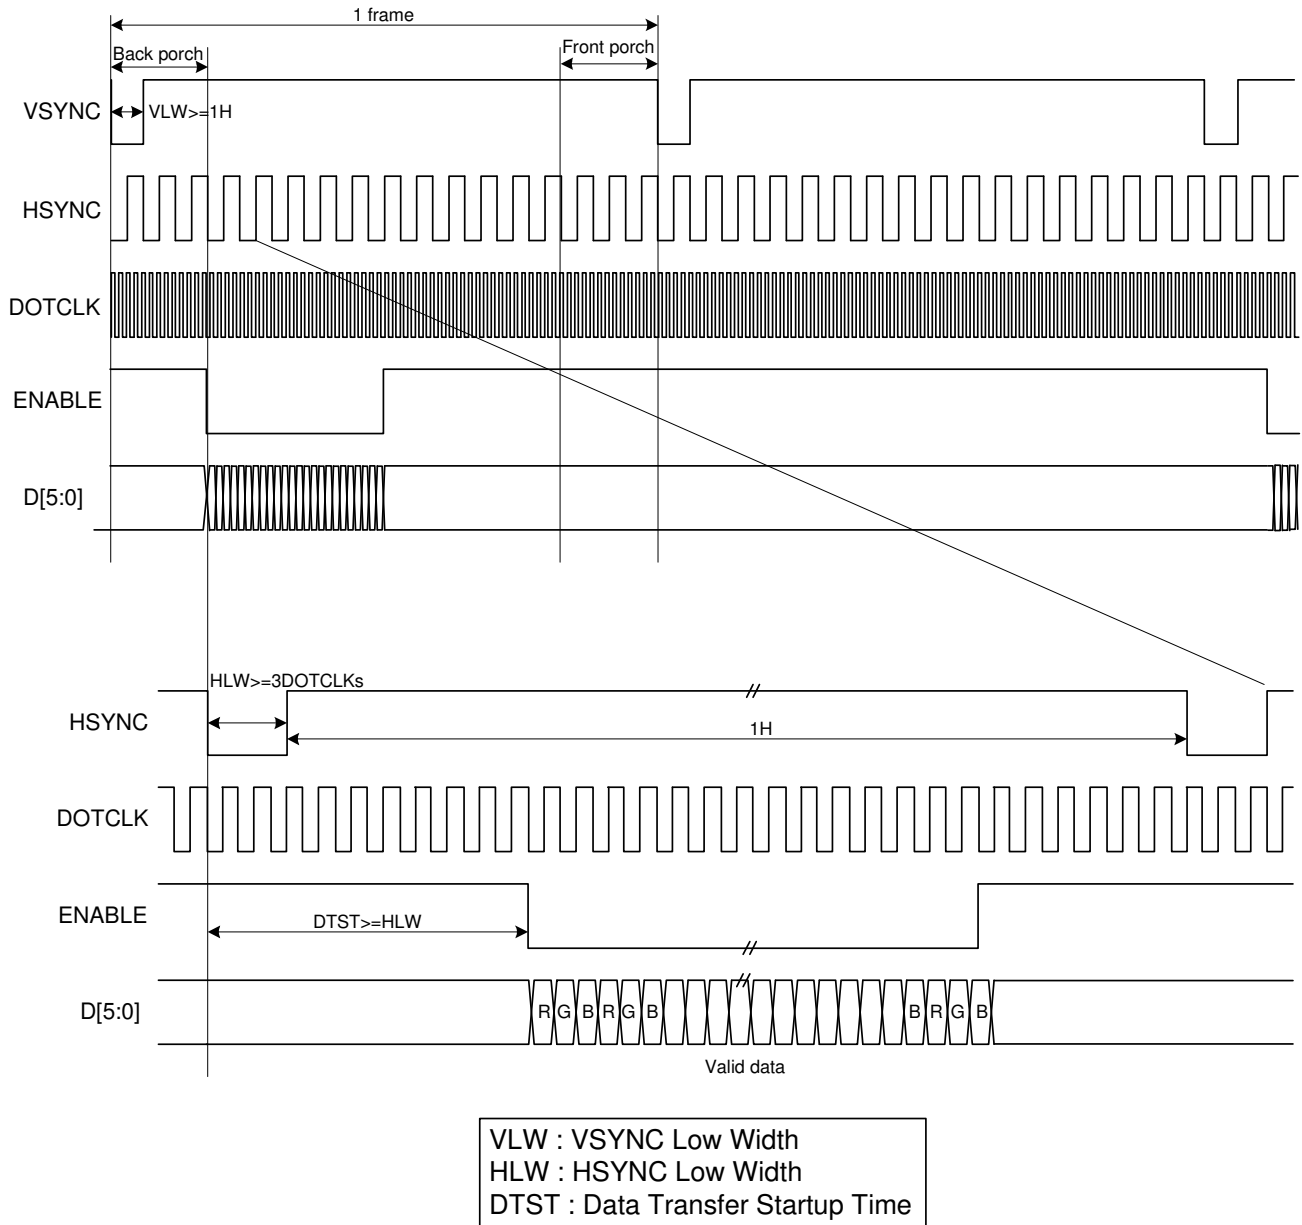 1 frame
Back porch
Front porch
VSYNC
VLW>=1H
HSYNC
DOTCLK
ENABLE
D[5:0]
HLW>=3DOTCLKs
HSYNC
1H
DOTCLK
ENABLE
DTST>=HLW
D[5:0]
R G B R G B B R G B
Valid data
VLW : VSYNC Low Width
HLW : HSYNC Low Width
DTST : Data Transfer Startup Time